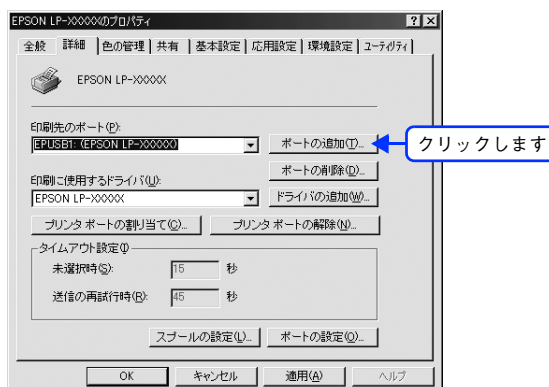 EPSON LP-XXXXXのプロパティ
全般 詳細 色の管理 共有 基本設定 応用設定 環境設定 ユーティリティ
EPSON LP-XXXXX
印刷先のポート(P):
EPUSB1: (EPSON LP-XXXXX) ポートの追加(T)... クリックします
ポートの削除(D)...
印刷に使用するドライバ(U):
EPSON LP-XXXXX ドライバの追加(W)...
プリンタ ポートの割り当て(C)... プリンタ ポートの解除(N)...
タイムアウト設定
未選択時(S): 15 秒
送信の再試行時(R): 45 秒
スプールの設定(L)... ポートの設定(O)...
OK キャンセル 適用(A) ヘルプ